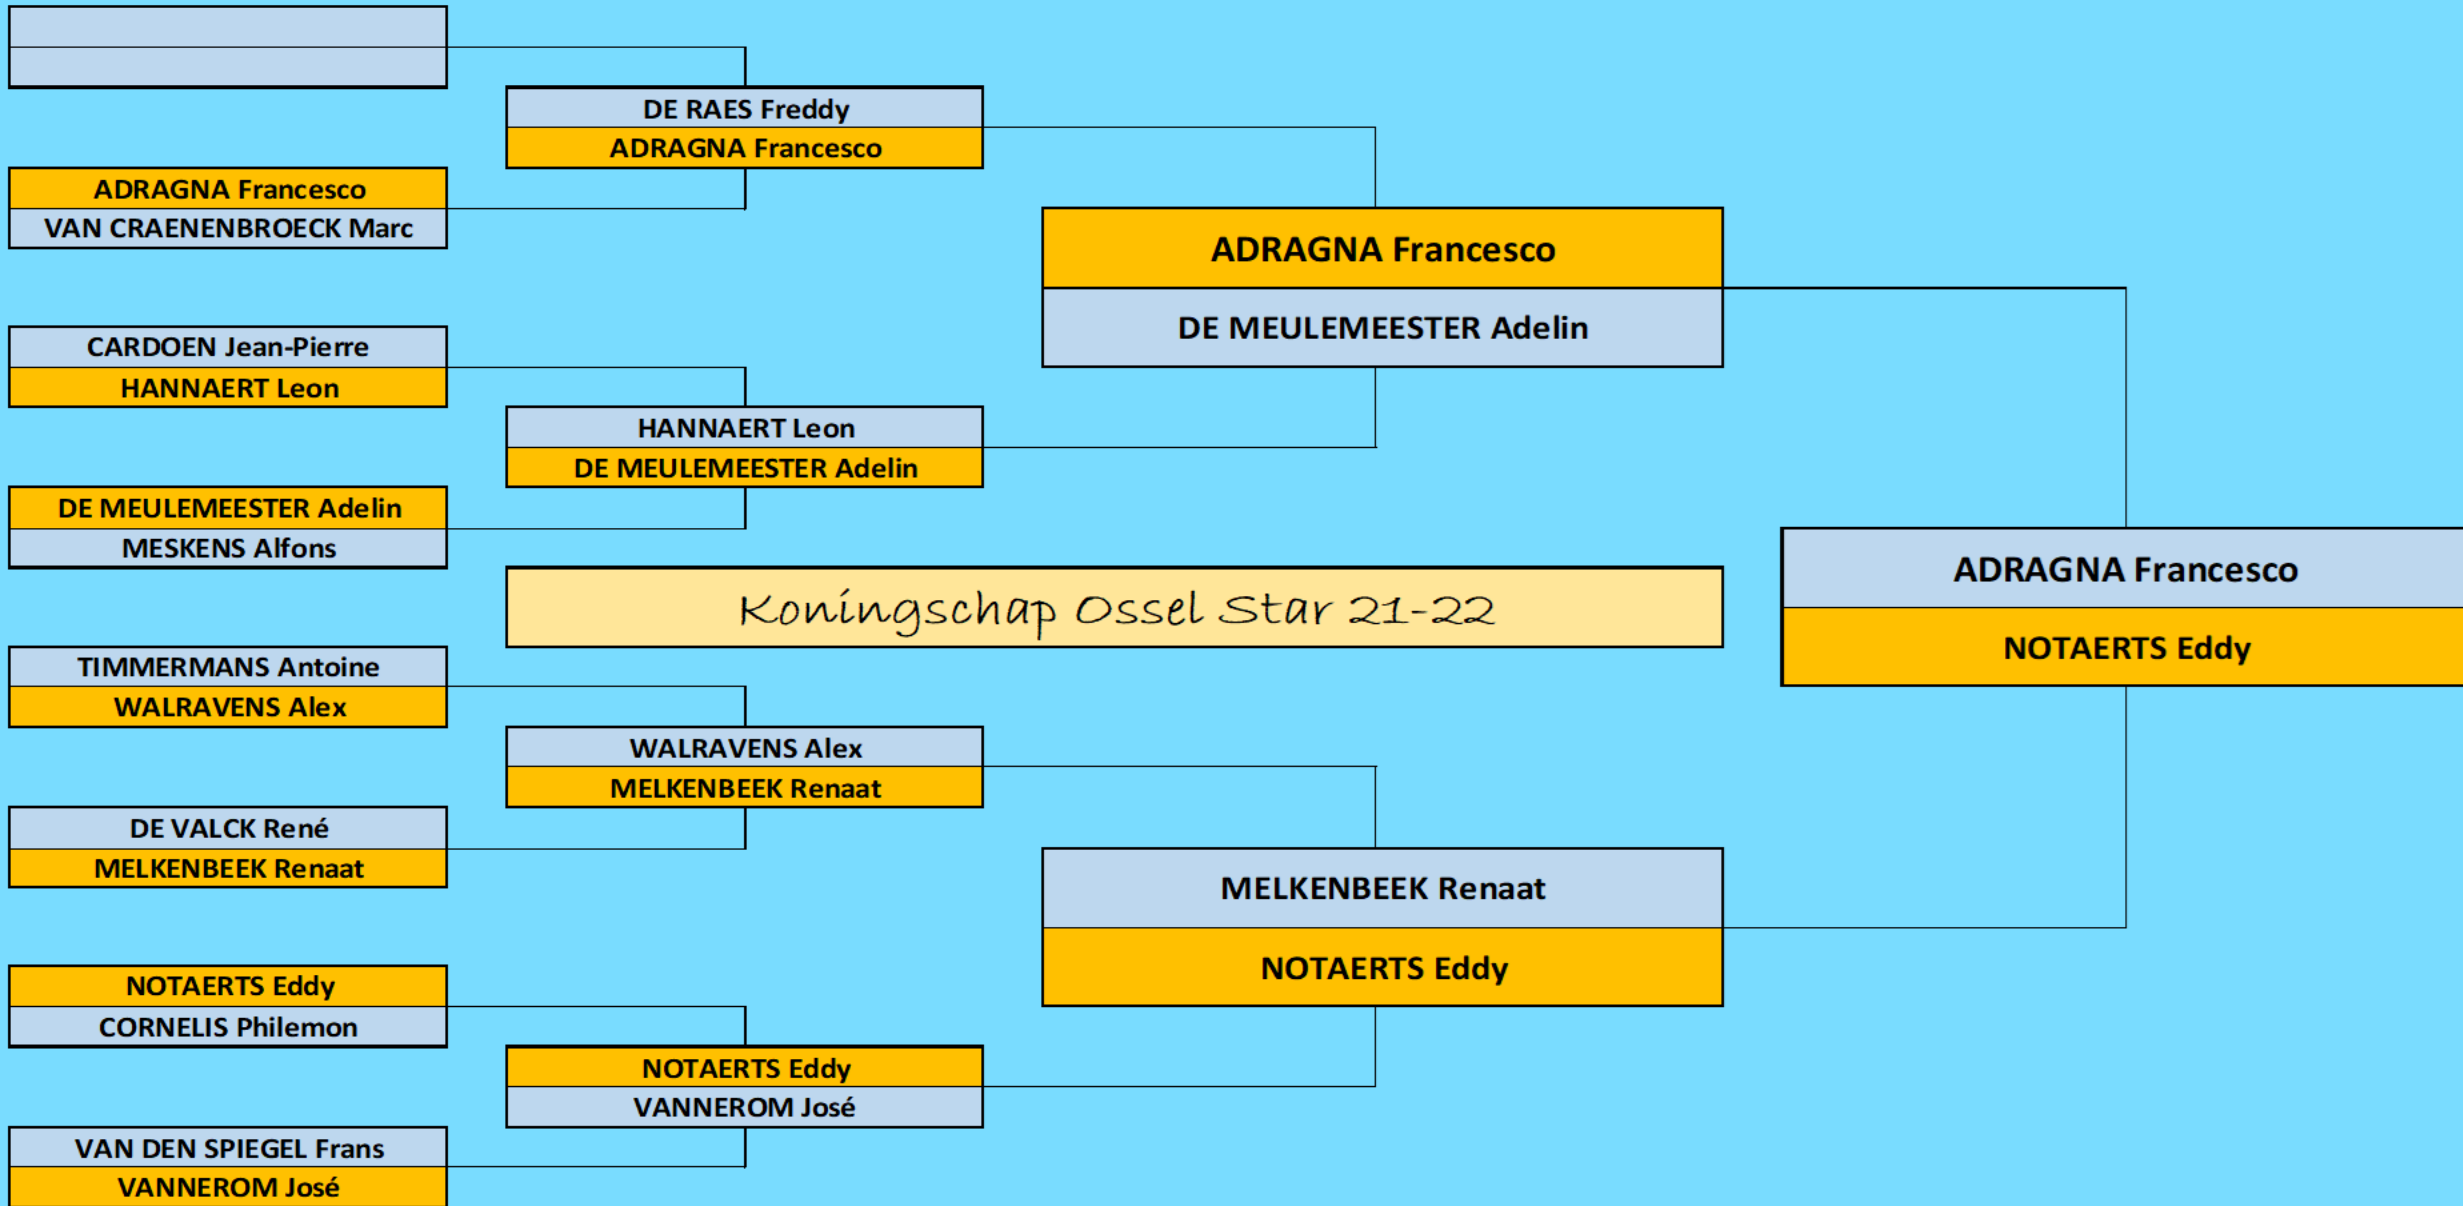 DE RAES Freddy
ADRAGNA Francesco
ADRAGNA Francesco
VAN CRAENENBROECK Marc
ADRAGNA Francesco
DE MEULEMEESTER Adelin
CARDOEN Jean-Pierre
HANNAERT Leon
HANNAERT Leon
DE MEULEMEESTER Adelin
DE MEULEMEESTER Adelin
MESKENS Alfons
Koningschap Ossel Star 21-22
ADRAGNA Francesco
NOTAERTS Eddy
TIMMERMANS Antoine
WALRAVENS Alex
WALRAVENS Alex
MELKENBEEK Renaat
DE VALCK René
MELKENBEEK Renaat
MELKENBEEK Renaat
NOTAERTS Eddy
NOTAERTS Eddy
CORNELIS Philemon
NOTAERTS Eddy
VANNEROM José
VAN DEN SPIEGEL Frans
VANNEROM José